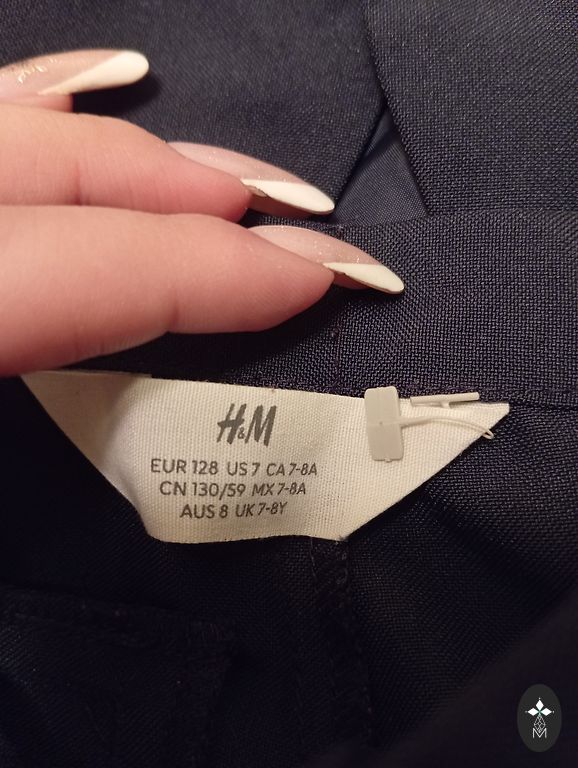 H&M
EUR 128 US 7 CA 7-8A
CN 130/59 MX 7-8A
AUS 8 UK 7-8Y
M